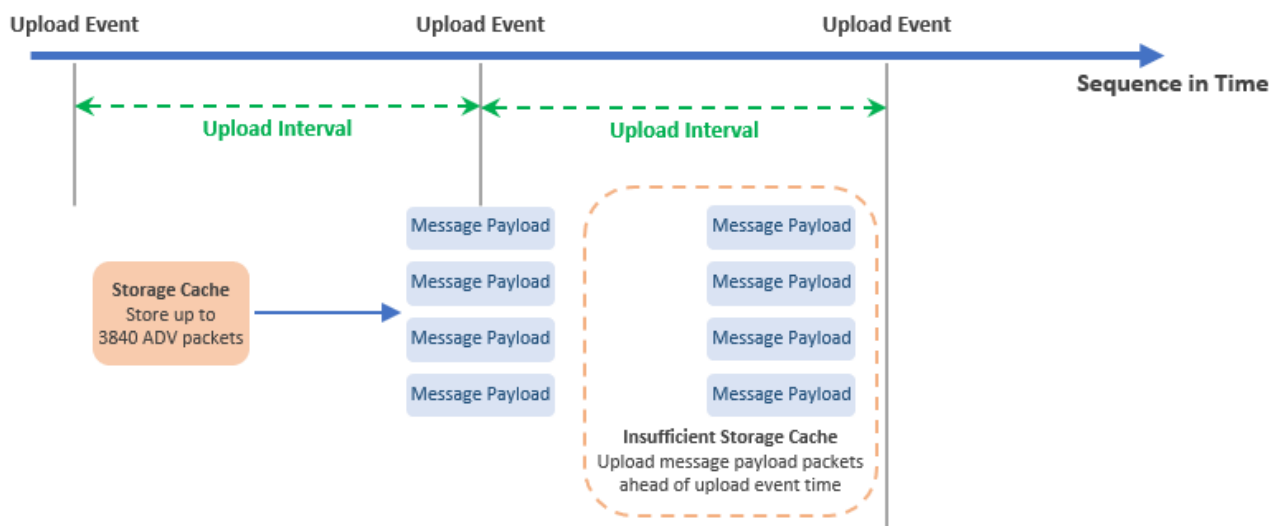 Upload Event
Upload Event
Upload Event
Sequence in Time
Upload Interval
Upload Interval
Message Payload
Message Payload
Message Payload
Message Payload
Storage Cache
Store up to
3840 ADV packets
Message Payload
Message Payload
Message Payload
Message Payload
Insufficient Storage Cache
Upload message payload packets
ahead of upload event time